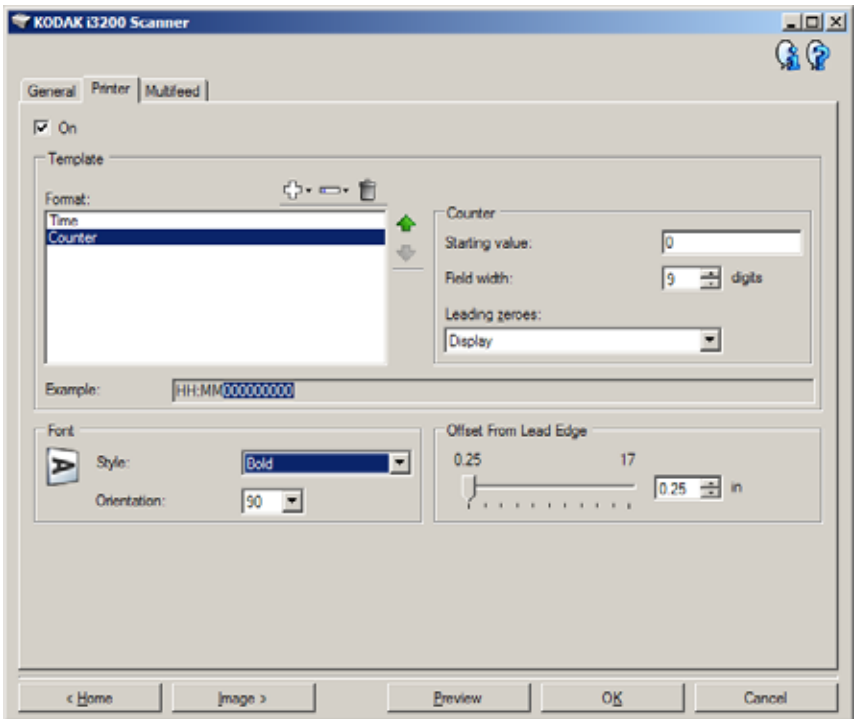 KODAK i3200 Scanner
General Printer Multifeed
On
Template
Format:
Time
Counter
Counter
Starting value: 0
Field width: 9 digits
Leading zeroes:
Display
Example: HH:MM000000000
Font
Style: Bold
Orientation: 90
Offset From Lead Edge
0.25 17
0.25 in
< Home Image > Preview OK Cancel